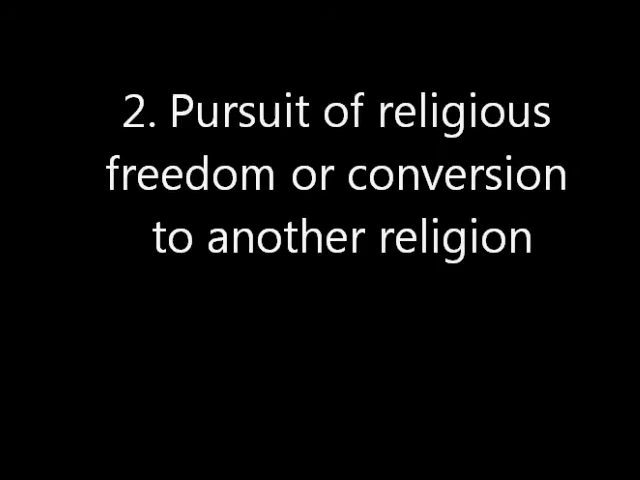 2. Pursuit of religious
freedom or conversion
to another religion